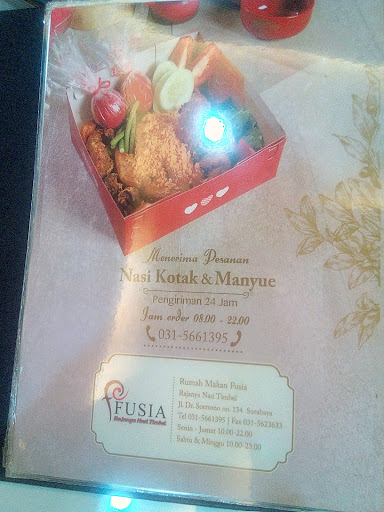 Menerima Pesanan
Nasi Kotak & Manyue
Pengiriman 24 Jam
Jam order 08.00 - 22.00
031-5661395
FUSIA
Rajanya Nasi Timbel
Rumah Makan Fusia
Rajanya Nasi Timbel
Jl. Dr. Soetomo no. 134 Surabaya
Tel 031-5661395 | Fax 031-5623633
Senin - Jumat 10.00-22.00
Sabtu & Minggu 10.00-23.00